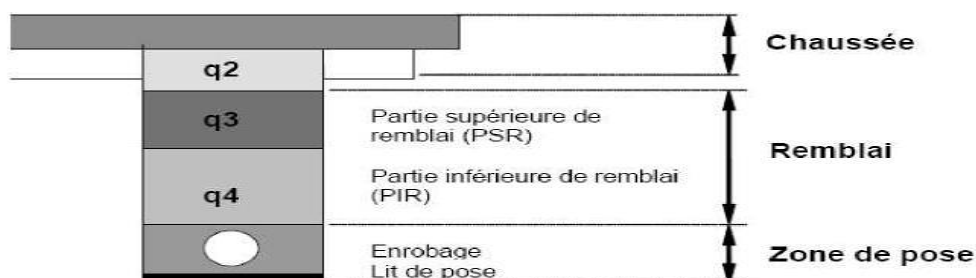 Chaussée
q2
q3
Partie supérieure de
remblai (PSR)
Remblai
Partie inférieure de remblai
(PIR)
q4
Enrobage
Lit de pose
Zone de pose